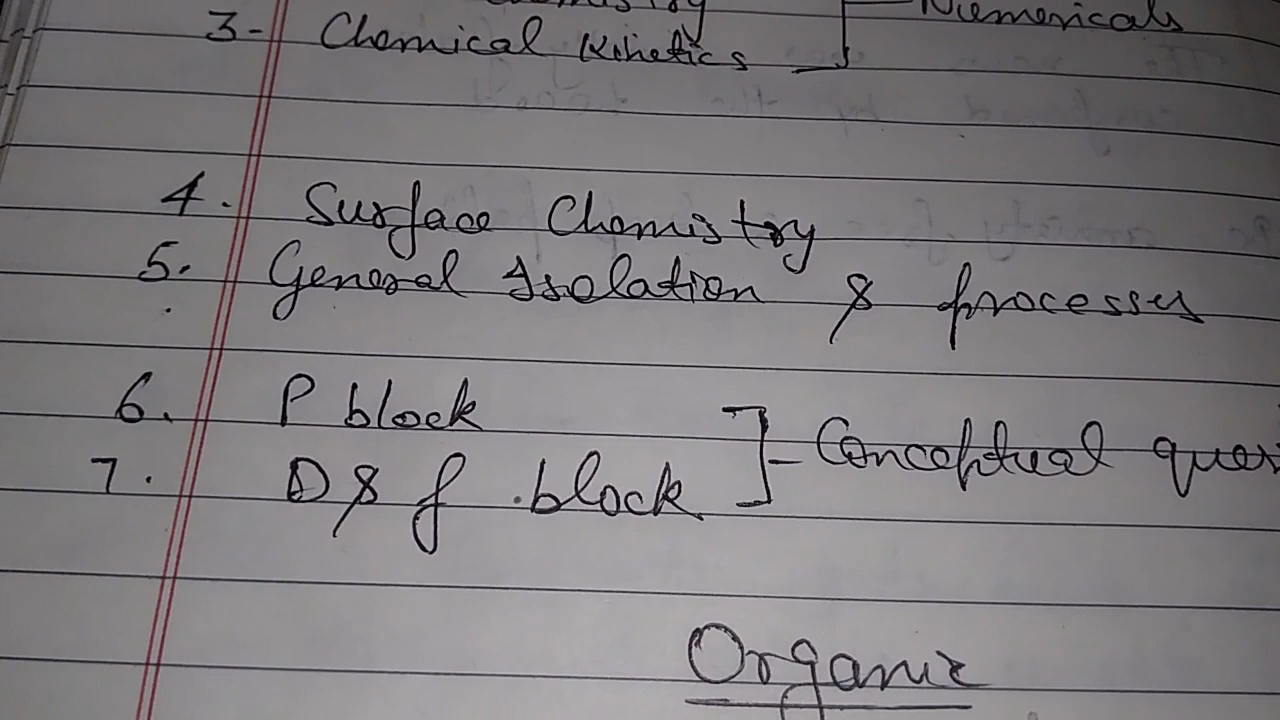 Numericals
3- Chemical Kinetics
4. Surface Chemistry
5. General Isolation & processes
6. P block
7. D & f block ] - Conceptual
Organic